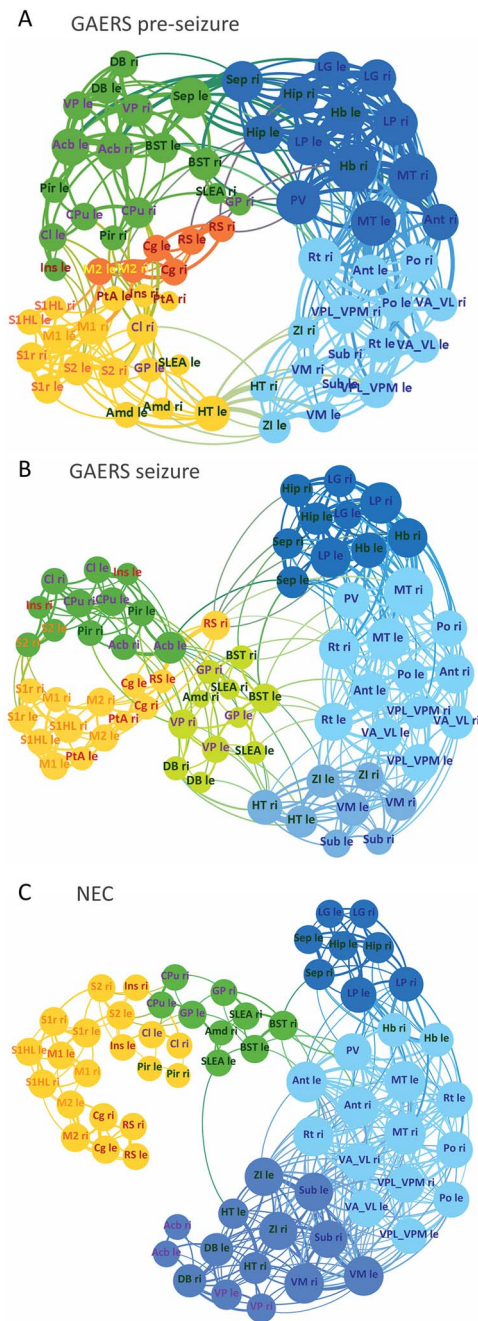 A GAERS pre-seizure
DB ri
DB le
VP le
VP ri
Sep le
Sep ri
Hip ri
LG le
LG ri
Hb le
LP ri
Acb le
Acb ri
BST le
Hip le
LP le
BST ri
Hb ri
MT ri
Pir le
SLEA ri
GP ri
PV
CPu le
CPu ri
MT le
Ant ri
Cl le
Pir ri
Cg le
RS le
RS ri
Rt ri
Ant le
Po ri
Ins le
M2 le
M2 ri
Cg ri
PtA le
Ins ri
PtA ri
VPL_VPM ri
Po le
VA_VL ri
S1HL ri
S1HL le
M1 le
M1 ri
Cl ri
ZI ri
Rt le
VA_VL le
S1r ri
S2 le
S2 ri
GP le
SLEA le
Sub ri
VM ri
Sub le
VPL_VPM le
S1r le
HT ri
Amd le
Amd ri
HT le
ZI le
VM le
B GAERS seizure
Hip ri
LG ri
LP ri
Hip le
LG le
Hb ri
Sep ri
LP le
Hb le
Sep le
Cl ri
Cl le
Ins le
CPu ri
CPu le
Ins ri
Pir le
S2 ri
S2 le
Pir ri
Acb ri
Acb le
RS ri
PV
MT ri
Po ri
Rt ri
MT le
BST ri
GP ri
Po le
Ant ri
S1r ri
M1 ri
M2 ri
Cg le
RS le
Cg ri
SLEA ri
Amd ri
BST le
Ant le
VPL_VPM ri
VA_VL ri
S1r le
S1HL ri
PtA ri
VP ri
GP le
Rt le
VA_VL le
S1HL le
M2 le
VP le
SLEA le
VPL_VPM le
M1 le
PtA le
DB ri
DB le
ZI le
ZI ri
HT ri
HT le
VM le
VM ri
Sub le
Sub ri
C NEC
LG le
LG ri
Sep le
Hip le
Hip ri
Sep ri
LP le
LP ri
S2 ri
Ins ri
CPu ri
CPu le
GP ri
GP le
SLEA ri
BST ri
Hb ri
Hb le
S1r ri
S1r le
S2 le
Amd ri
S1HL le
M1 le
Ins le
Cl le
Cl ri
BST le
PV
SLEA le
S1HL ri
M1 ri
Pir le
Pir ri
Ant le
MT le
Rt le
M2 le
Cg ri
RS ri
Ant ri
M2 ri
Cg le
RS le
Rt ri
MT ri
Po ri
VA_VL ri
ZI le
Sub le
VPL_VPM ri
Po le
HT le
VA_VL le
Acb ri
ZI ri
Sub ri
VPL_VPM le
Acb le
DB le
HT ri
DB ri
VP le
VP ri
VM ri
VM le